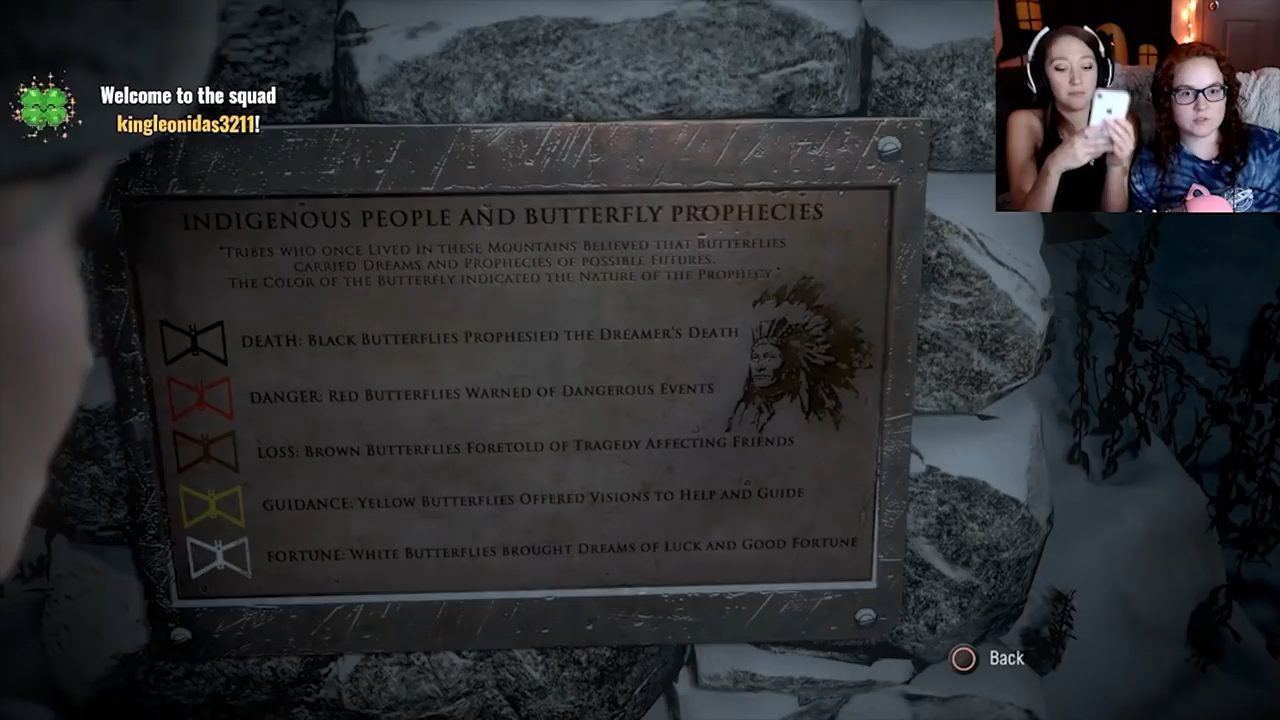 Welcome to the squad
kingleonidas3211!
INDIGENOUS PEOPLE AND BUTTERFLY PROPHECIES
"TRIBES WHO ONCE LIVED IN THESE MOUNTAINS BELIEVED THAT BUTTERFLIES
CARRIED DREAMS AND PROPHECIES OF POSSIBLE FUTURES.
THE COLOR OF THE BUTTERFLY INDICATED THE NATURE OF THE PROPHECY."
DEATH: BLACK BUTTERFLIES PROPHESIED THE DREAMER'S DEATH
DANGER: RED BUTTERFLIES WARNED OF DANGEROUS EVENTS
LOSS: BROWN BUTTERFLIES FORETOLD OF TRAGEDY AFFECTING FRIENDS
GUIDANCE: YELLOW BUTTERFLIES OFFERED VISIONS TO HELP AND GUIDE
FORTUNE: WHITE BUTTERFLIES BROUGHT DREAMS OF LUCK AND GOOD FORTUNE
Back